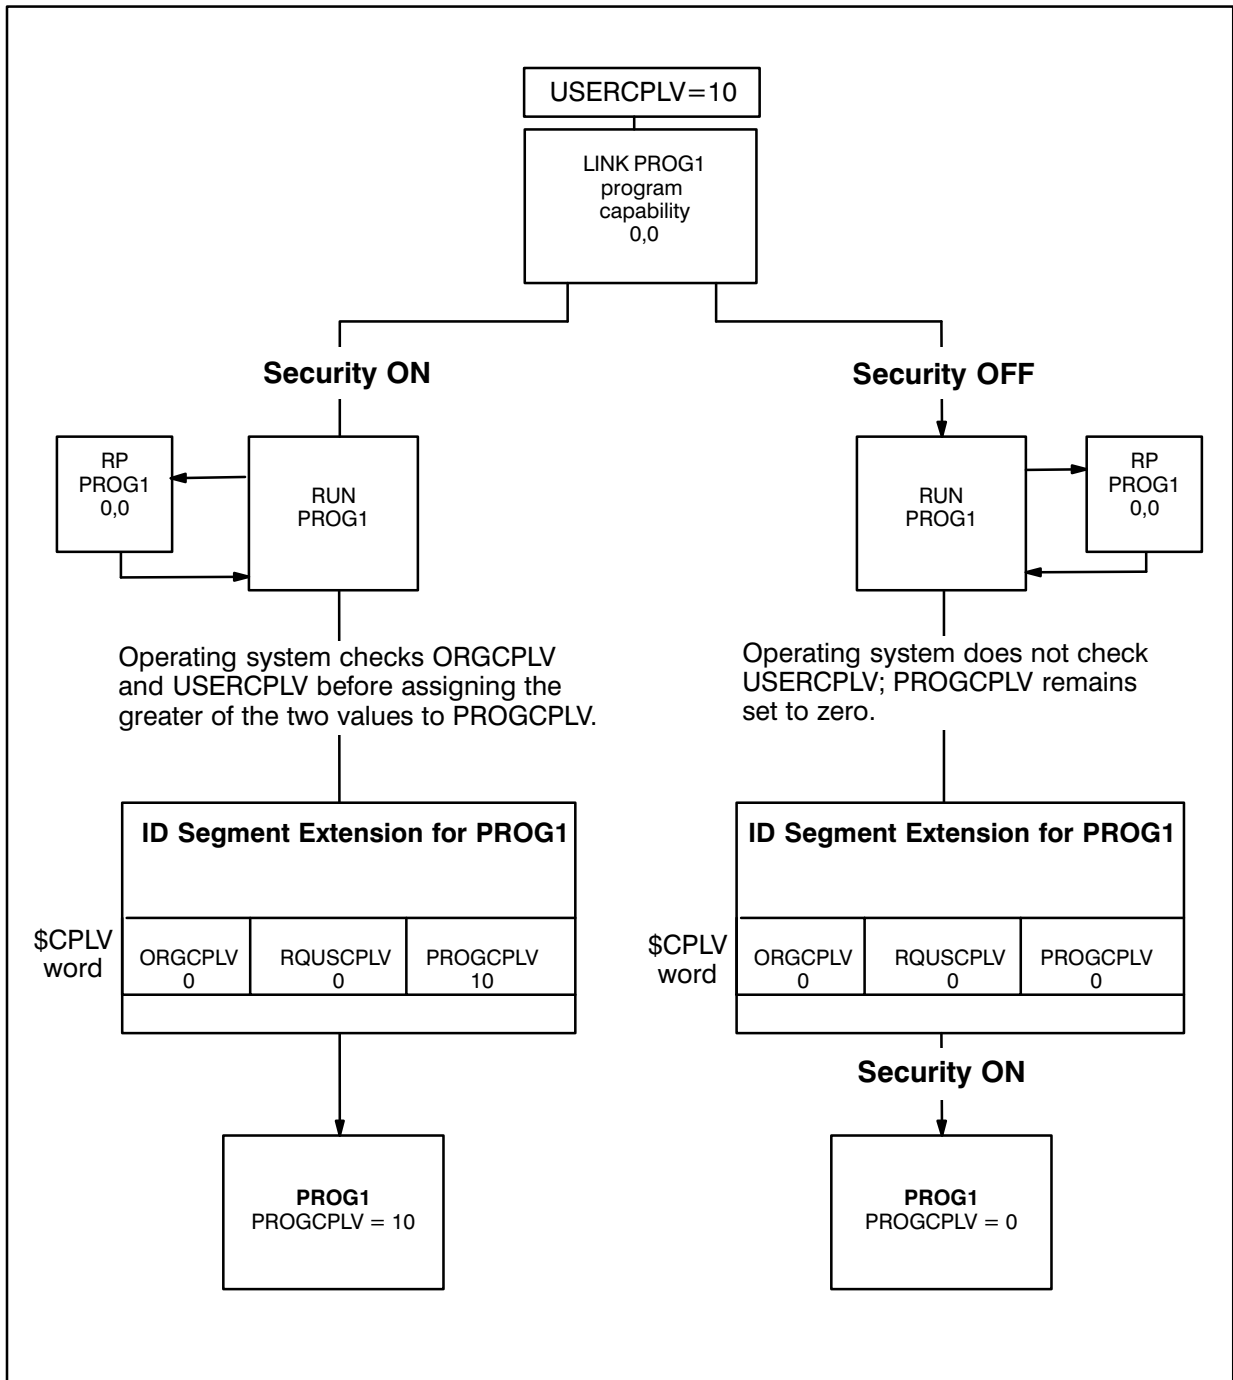 USERCPLV=10
LINK PROG1
program
capability
0,0
Security ON
Security OFF
RP
PROG1
0,0
RUN
PROG1
RUN
PROG1
RP
PROG1
0,0
Operating system checks ORGCPLV
and USERCPLV before assigning the
greater of the two values to PROGCPLV.
Operating system does not check
USERCPLV; PROGCPLV remains
set to zero.
ID Segment Extension for PROG1
$CPLV
word
ORGCPLV
0
RQUSCPLV
0
PROGCPLV
10
ID Segment Extension for PROG1
$CPLV
word
ORGCPLV
0
RQUSCPLV
0
PROGCPLV
0
Security ON
PROG1
PROGCPLV = 10
PROG1
PROGCPLV = 0